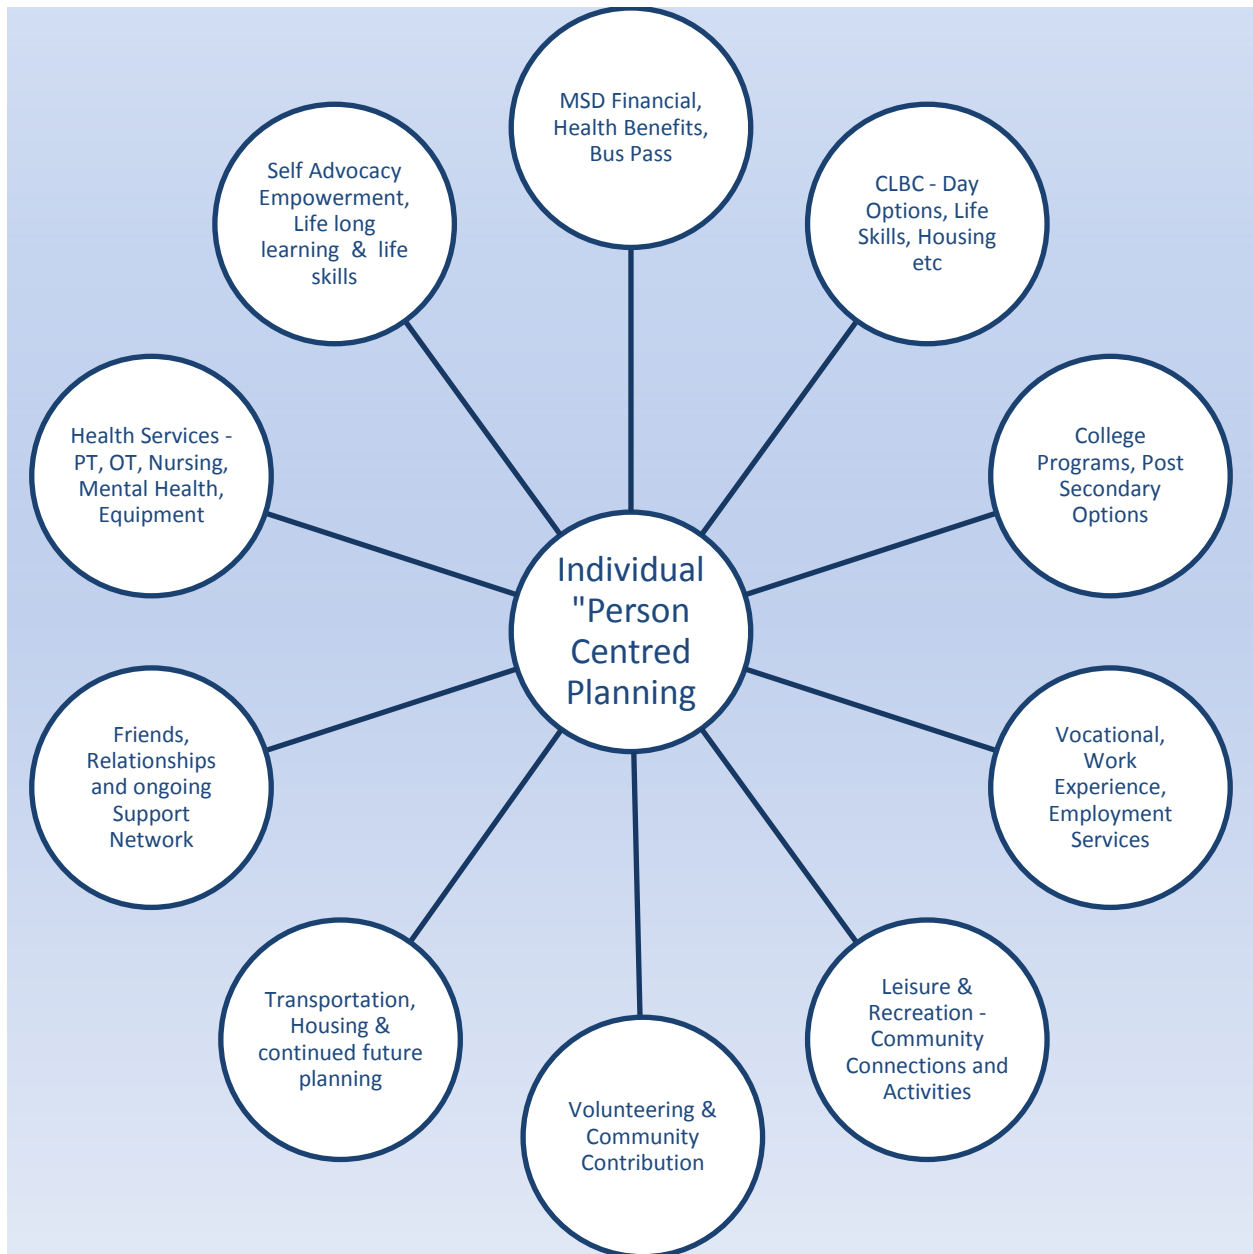 MSD Financial,
Health Benefits,
Bus Pass
CLBC - Day
Options, Life
Skills, Housing
etc
College
Programs, Post
Secondary
Options
Vocational,
Work
Experience,
Employment
Services
Leisure &
Recreation -
Community
Connections and
Activities
Volunteering &
Community
Contribution
Transportation,
Housing &
continued future
planning
Friends,
Relationships
and ongoing
Support
Network
Health Services -
PT, OT, Nursing,
Mental Health,
Equipment
Self Advocacy
Empowerment,
Life long
learning & life
skills
Individual
"Person
Centred
Planning